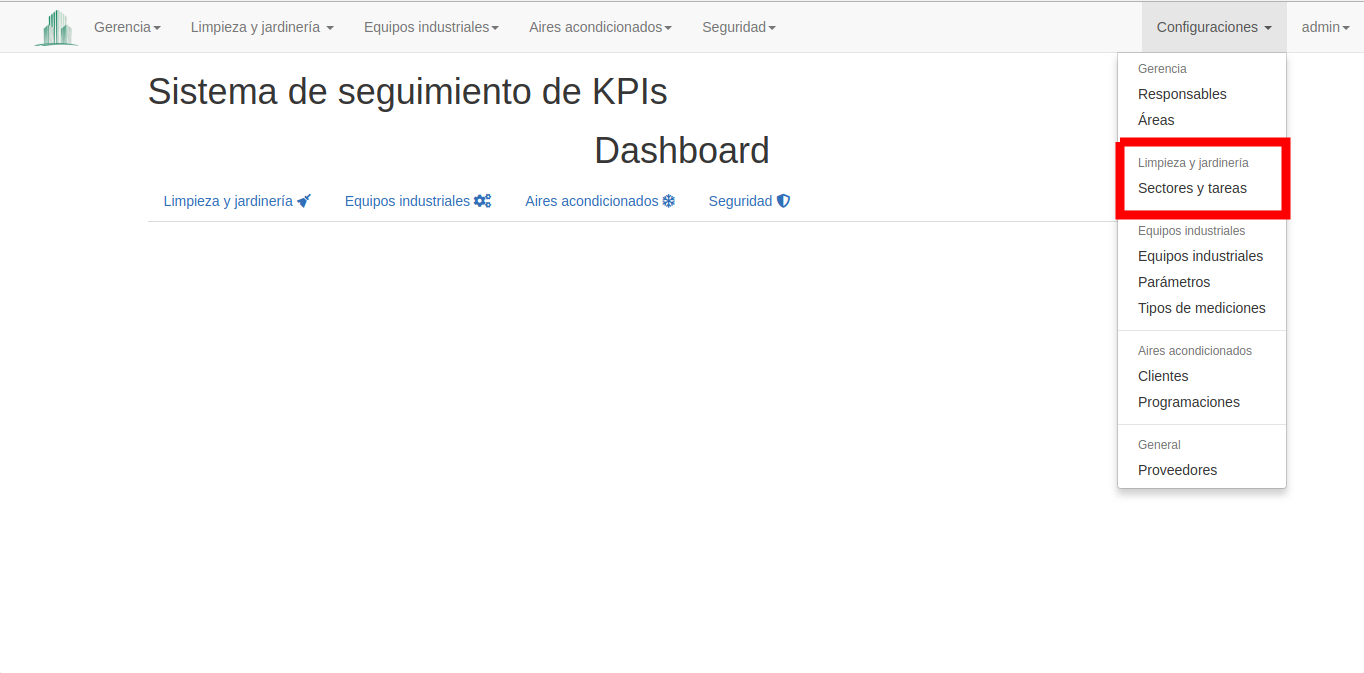 Gerencia Limpieza y jardinería Equipos industriales Aires acondicionados Seguridad Configuraciones admin
Sistema de seguimiento de KPIs
Dashboard
Limpieza y jardinería Equipos industriales Aires acondicionados Seguridad
Gerencia
Responsables
Áreas
Limpieza y jardinería
Sectores y tareas
Equipos industriales
Equipos industriales
Parámetros
Tipos de mediciones
Aires acondicionados
Clientes
Programaciones
General
Proveedores